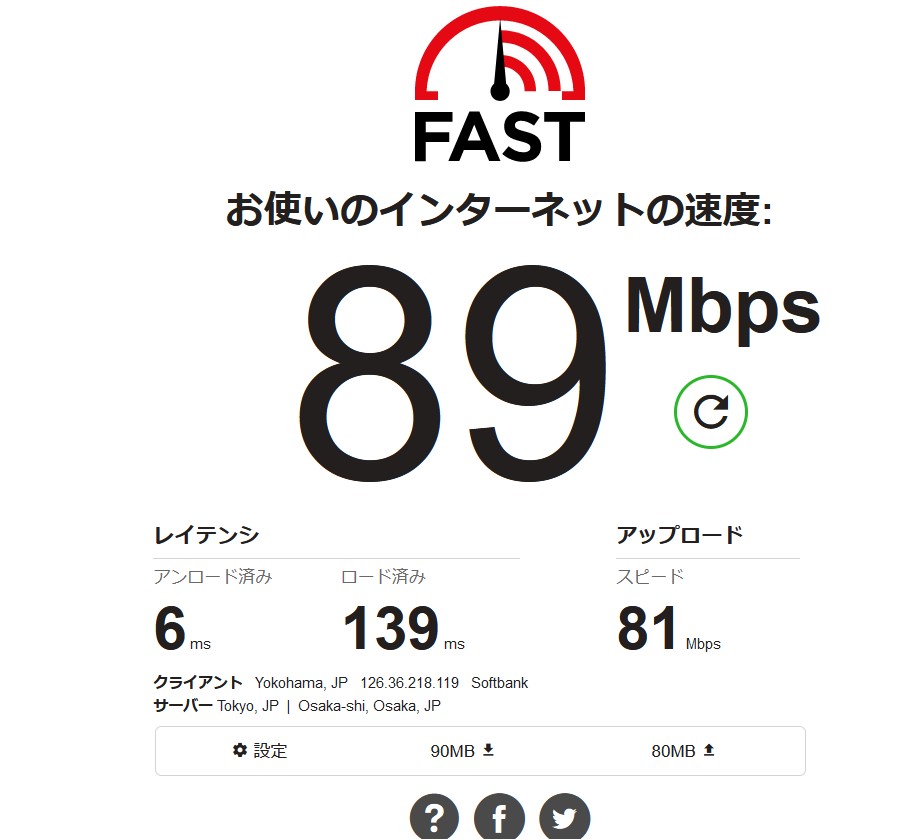 FAST
お使いのインターネットの速度:
89 Mbps
レイテンシ アップロード
アンロード済み ロード済み スピード
6 ms 139 ms 81 Mbps
クライアント Yokohama, JP 126.36.218.119 Softbank
サーバー Tokyo, JP | Osaka-shi, Osaka, JP
設定 90MB 80MB
? f